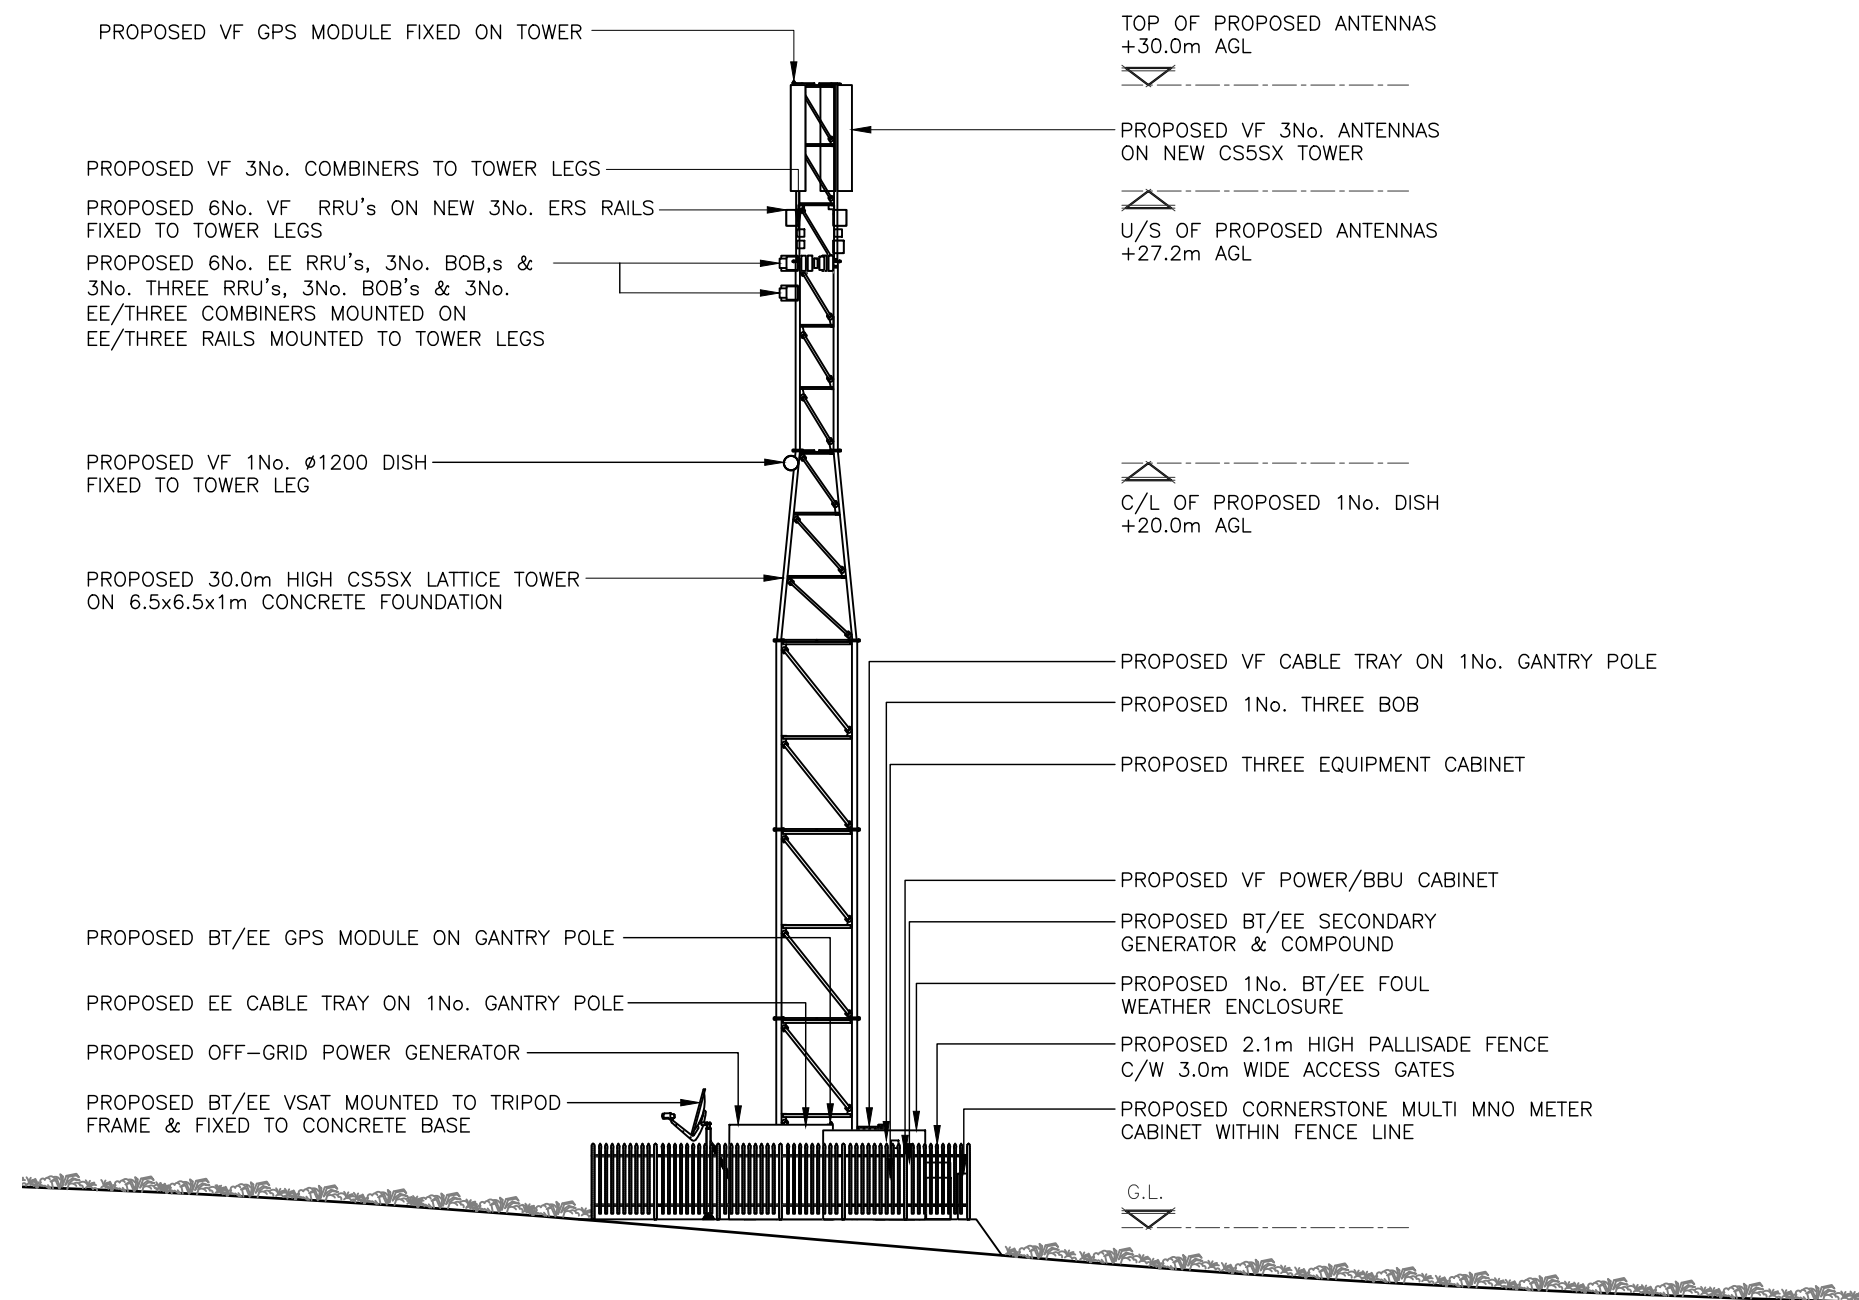 PROPOSED VF GPS MODULE FIXED ON TOWER
PROPOSED VF 3No. COMBINERS TO TOWER LEGS
PROPOSED 6No. VF RRU's ON NEW 3No. ERS RAILS
FIXED TO TOWER LEGS
PROPOSED 6No. EE RRU's, 3No. BOB,s &
3No. THREE RRU's, 3No. BOB's & 3No.
EE/THREE COMBINERS MOUNTED ON
EE/THREE RAILS MOUNTED TO TOWER LEGS
PROPOSED VF 1No. ø1200 DISH
FIXED TO TOWER LEG
PROPOSED 30.0m HIGH CS5SX LATTICE TOWER
ON 6.5x6.5x1m CONCRETE FOUNDATION
PROPOSED BT/EE GPS MODULE ON GANTRY POLE
PROPOSED EE CABLE TRAY ON 1No. GANTRY POLE
PROPOSED OFF-GRID POWER GENERATOR
PROPOSED BT/EE VSAT MOUNTED TO TRIPOD
FRAME & FIXED TO CONCRETE BASE
TOP OF PROPOSED ANTENNAS
+30.0m AGL
PROPOSED VF 3No. ANTENNAS
ON NEW CS5SX TOWER
U/S OF PROPOSED ANTENNAS
+27.2m AGL
C/L OF PROPOSED 1No. DISH
+20.0m AGL
PROPOSED VF CABLE TRAY ON 1No. GANTRY POLE
PROPOSED 1No. THREE BOB
PROPOSED THREE EQUIPMENT CABINET
PROPOSED VF POWER/BBU CABINET
PROPOSED BT/EE SECONDARY
GENERATOR & COMPOUND
PROPOSED 1No. BT/EE FOUL
WEATHER ENCLOSURE
PROPOSED 2.1m HIGH PALLISADE FENCE
C/W 3.0m WIDE ACCESS GATES
PROPOSED CORNERSTONE MULTI MNO METER
CABINET WITHIN FENCE LINE
G.L.